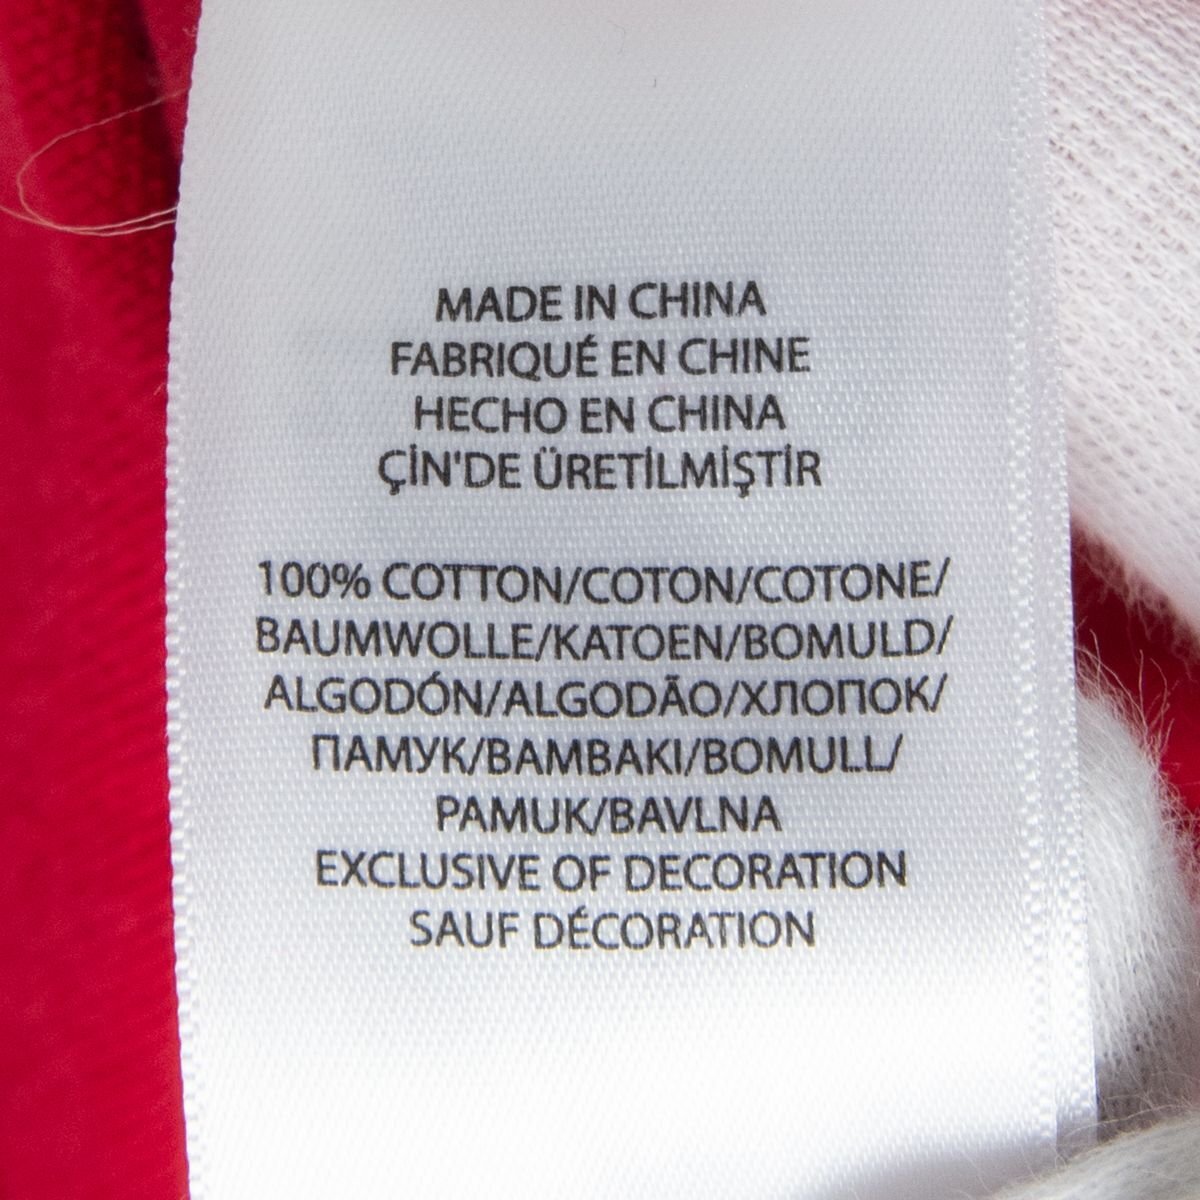 MADE IN CHINA
FABRIQUÉ EN CHINE
HECHO EN CHINA
ÇİN'DE ÜRETİLMİŞTİR
100% COTTON/COTON/COTONE/
BAUMWOLLE/KATOEN/BOMULD/
ALGODÓN/ALGODÃO/ХЛОПОК/
ПАМУК/BAMBAKI/BOMULL/
PAMUK/BAVLNA
EXCLUSIVE OF DECORATION
SAUF DÉCORATION